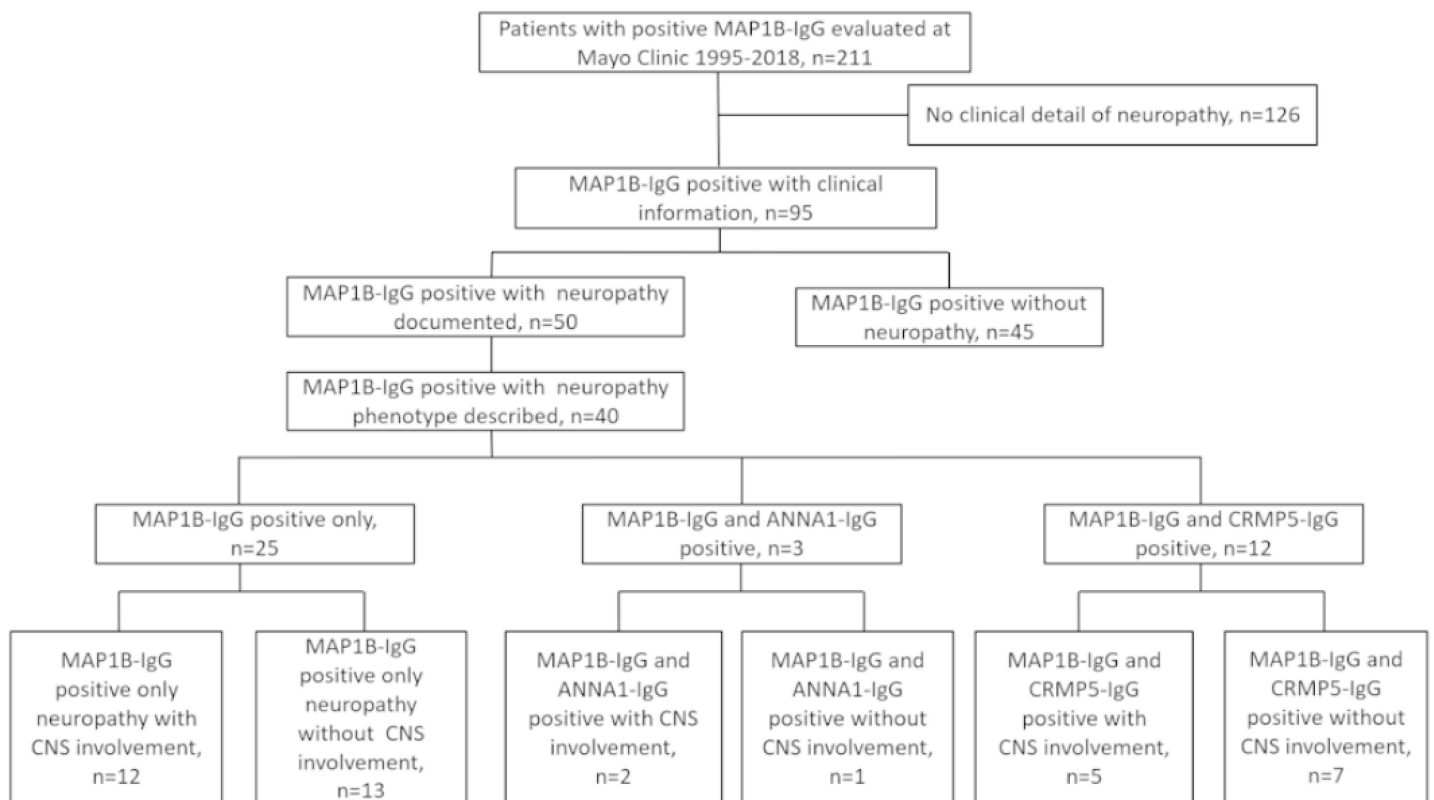 Patients with positive MAP1B-IgG evaluated at
Mayo Clinic 1995-2018, n=211
No clinical detail of neuropathy, n=126
MAP1B-IgG positive with clinical
information, n=95
MAP1B-IgG positive with  neuropathy
documented, n=50
MAP1B-IgG positive without
neuropathy, n=45
MAP1B-IgG positive with  neuropathy
phenotype described, n=40
MAP1B-IgG positive only,
n=25
MAP1B-IgG and ANNA1-IgG
positive, n=3
MAP1B-IgG and CRMP5-IgG
positive, n=12
MAP1B-IgG
positive only
neuropathy with
CNS involvement,
n=12
MAP1B-IgG
positive only
neuropathy
without  CNS
involvement,
n=13
MAP1B-IgG and
ANNA1-IgG
positive with CNS
involvement,
n=2
MAP1B-IgG and
ANNA1-IgG
positive without
CNS involvement,
n=1
MAP1B-IgG and
CRMP5-IgG
positive with
CNS involvement,
n=5
MAP1B-IgG and
CRMP5-IgG
positive without
CNS involvement,
n=7